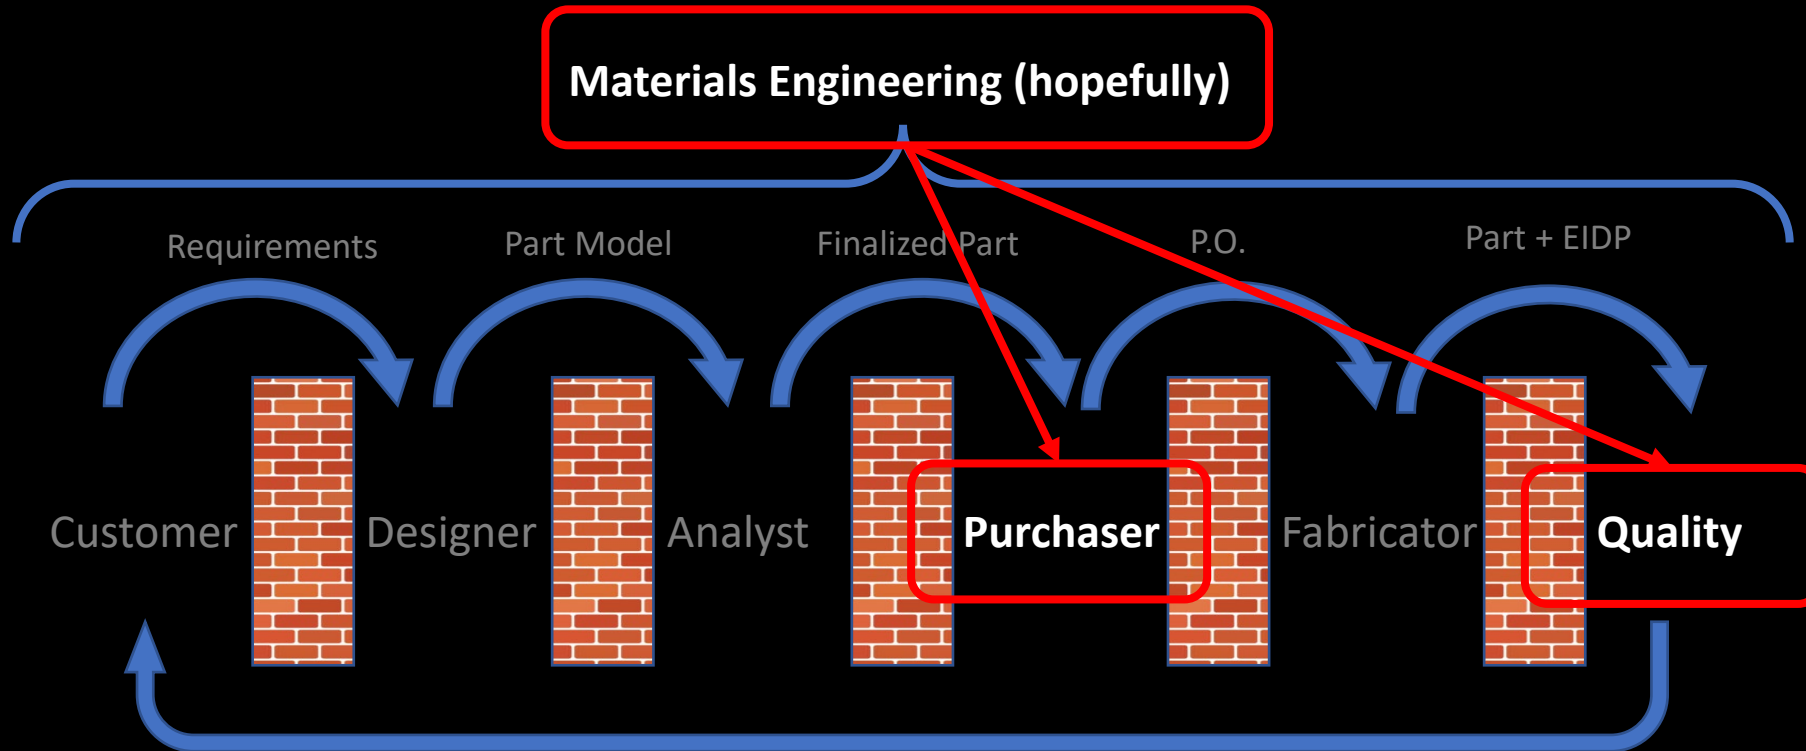 Materials Engineering (hopefully)
Requirements
Part Model
Finalized Part
P.O.
Part + EIDP
Customer
Designer
Analyst
Purchaser
Fabricator
Quality